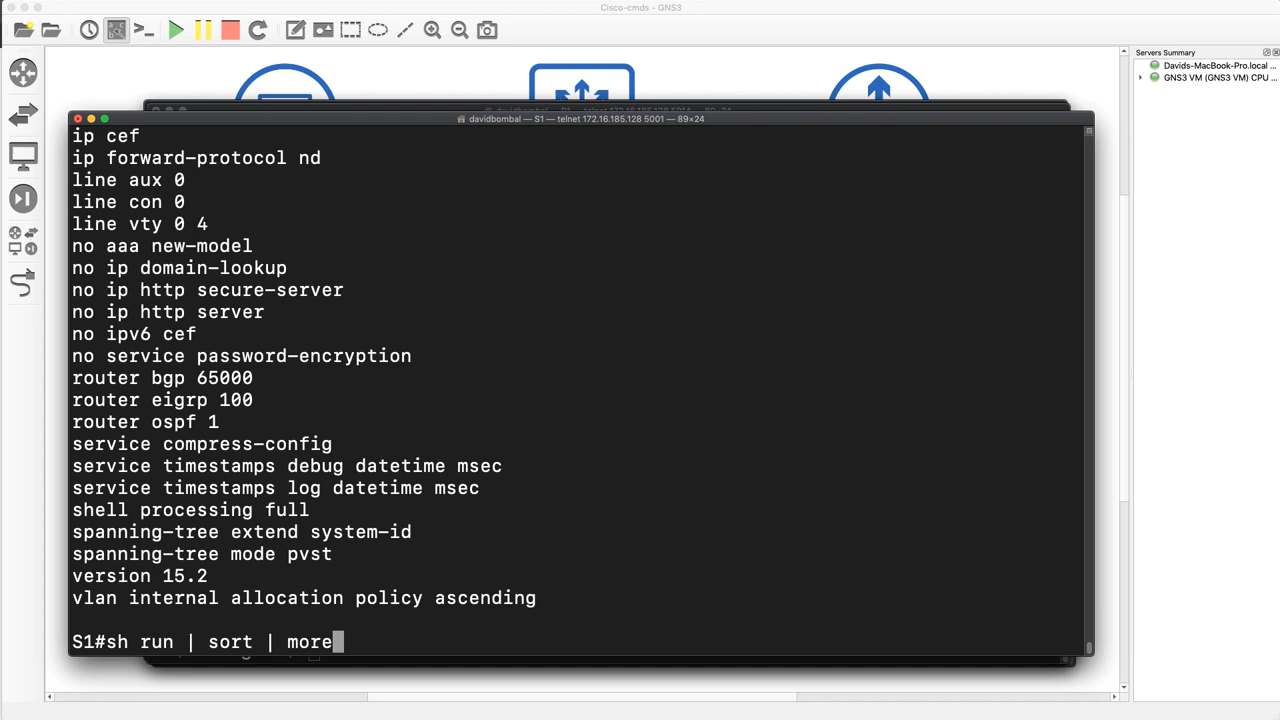 Cisco-cmds - GNS3
Servers Summary
Davids-MacBook-Pro.local ...
GNS3 VM (GNS3 VM) CPU ...
davidbombal — S1 — telnet 172.16.185.128 5001 — 89×24
ip cef
ip forward-protocol nd
line aux 0
line con 0
line vty 0 4
no aaa new-model
no ip domain-lookup
no ip http secure-server
no ip http server
no ipv6 cef
no service password-encryption
router bgp 65000
router eigrp 100
router ospf 1
service compress-config
service timestamps debug datetime msec
service timestamps log datetime msec
shell processing full
spanning-tree extend system-id
spanning-tree mode pvst
version 15.2
vlan internal allocation policy ascending
S1#sh run | sort | more